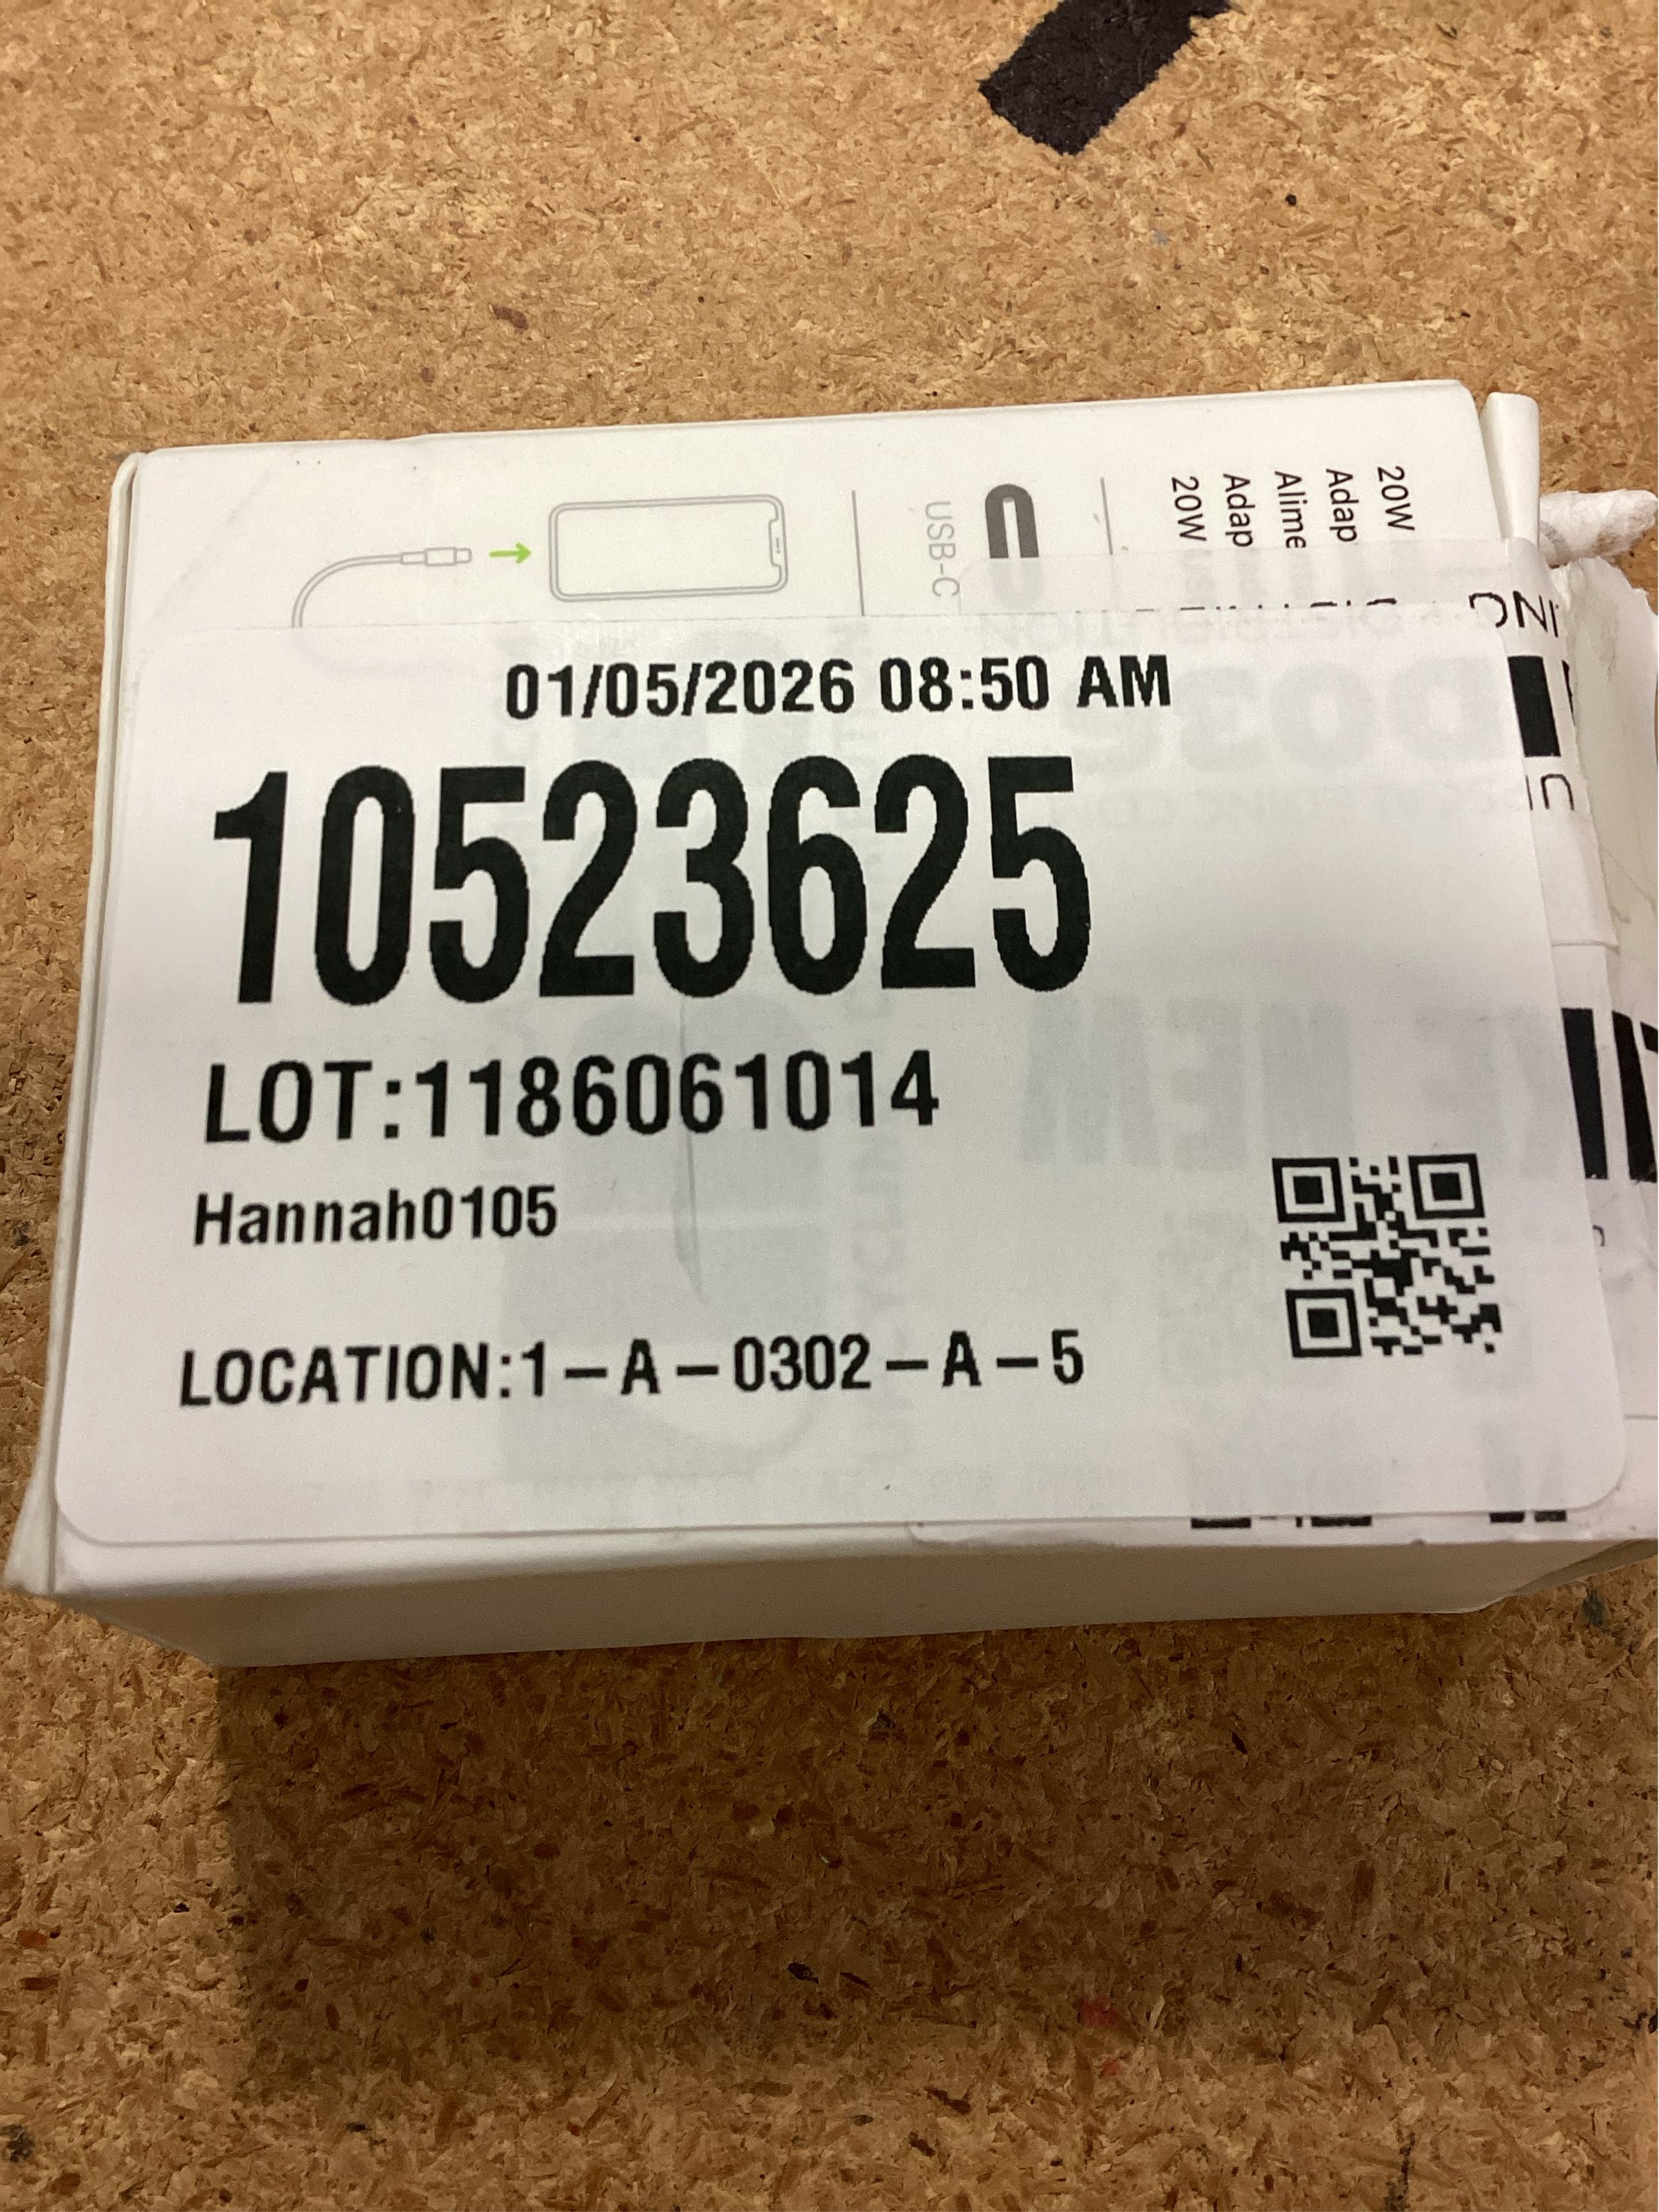 20W
Adap
Alime
Adap
20W
USB-C
01/05/2026 08:50 AM
10523625
LOT:1186061014
Hannah0105
LOCATION:1-A-0302-A-5